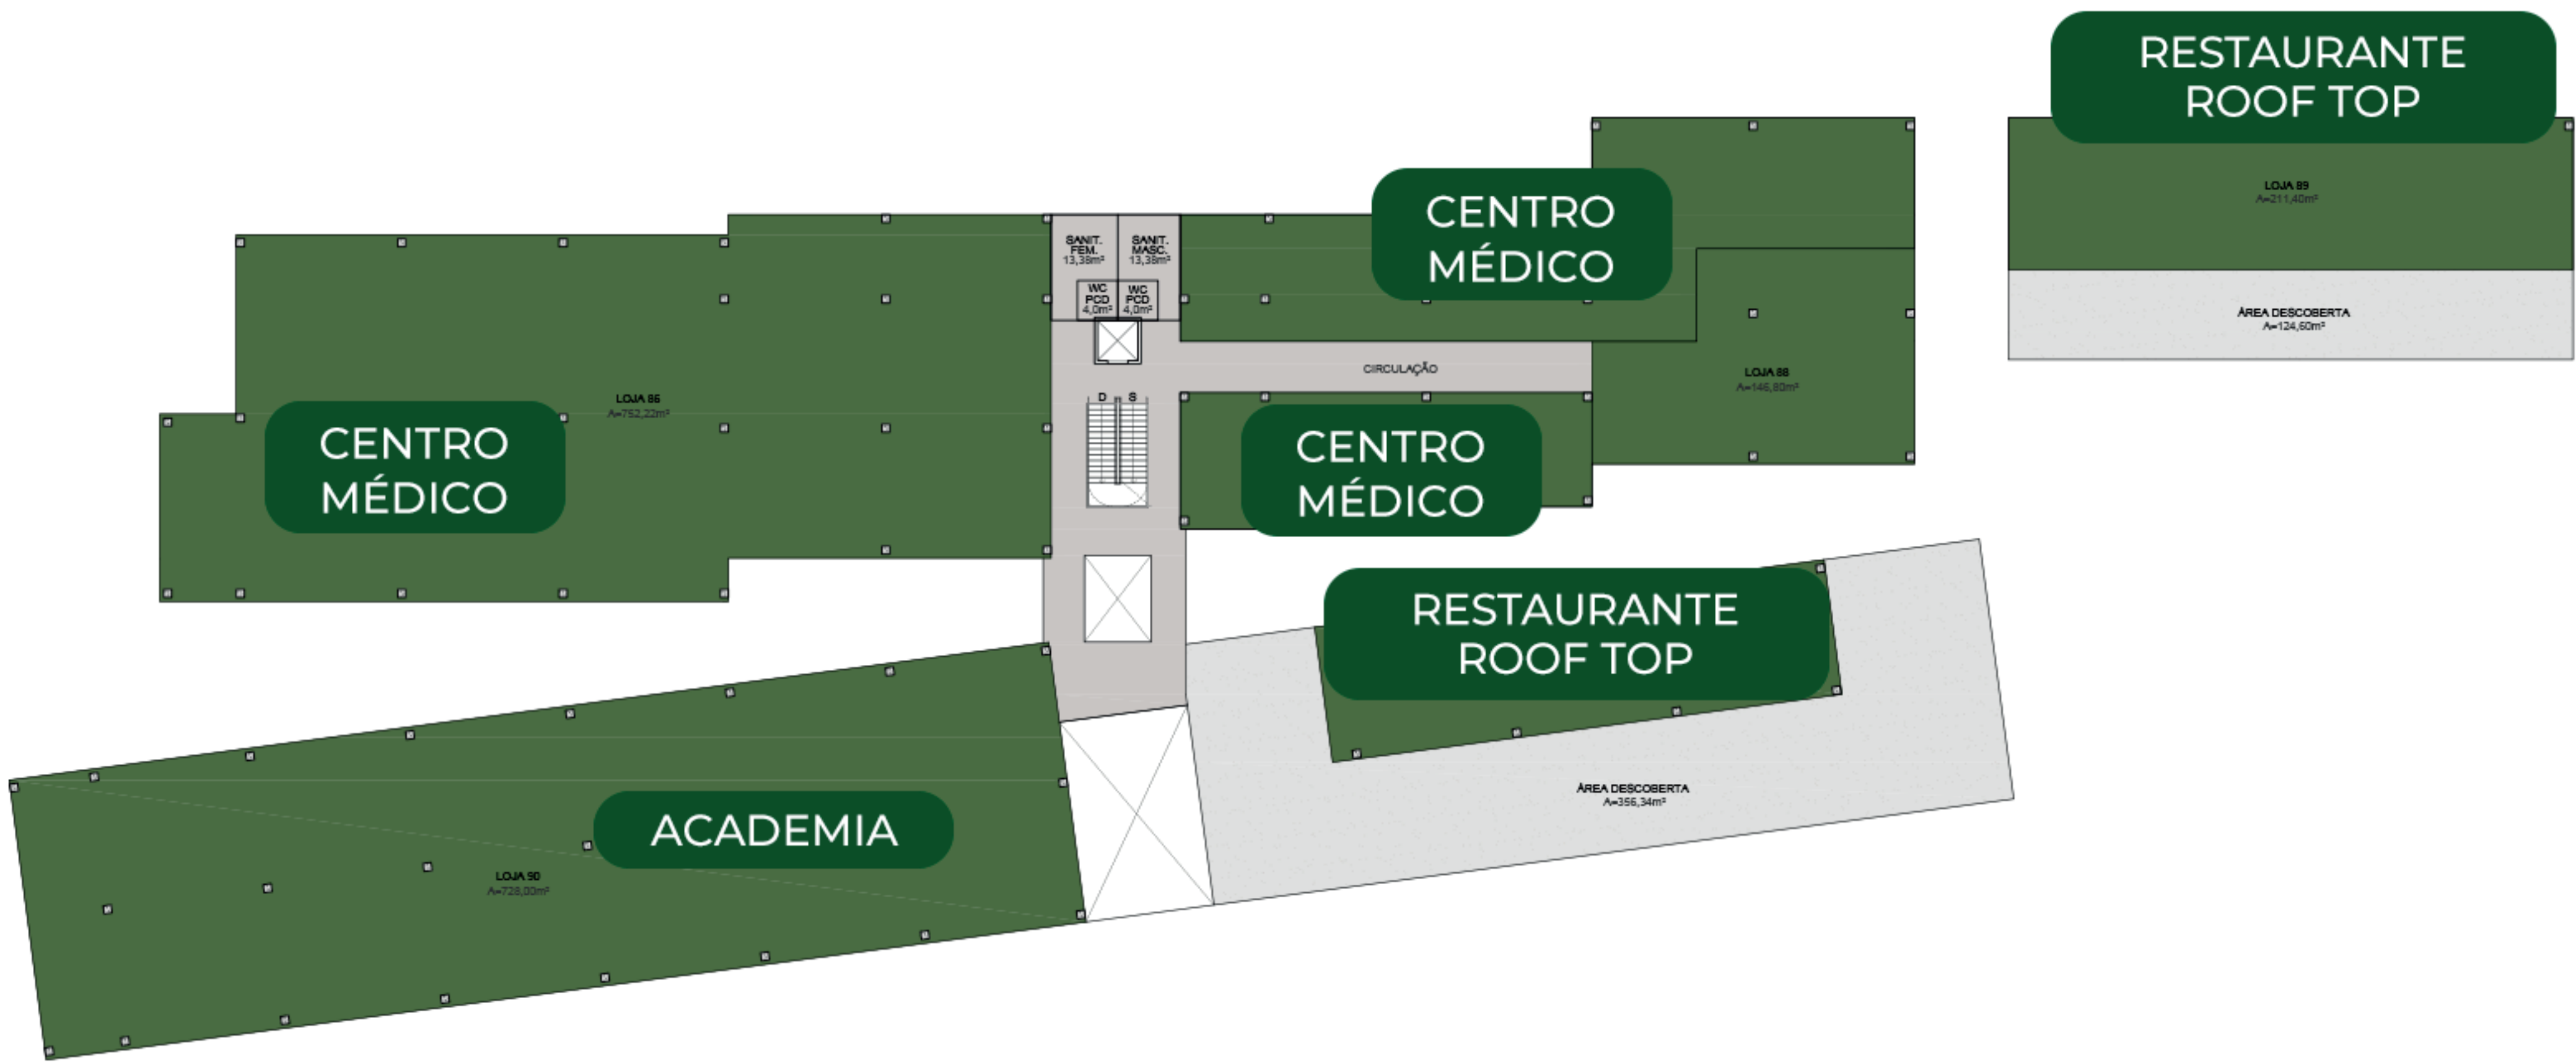 RESTAURANTE
ROOF TOP
LOJA 89
A=211,40m²
ÁREA DESCOBERTA
A=124,60m²
CENTRO
MÉDICO
SANIT.
FEM.
13,38m²
SANIT.
MASC.
13,38m²
WC
PCD
4,0m²
WC
PCD
4,0m²
CIRCULAÇÃO
LOJA 88
A=146,80m²
LOJA 86
A=752,22m²
CENTRO
MÉDICO
D S
CENTRO
MÉDICO
RESTAURANTE
ROOF TOP
ÁREA DESCOBERTA
A=356,34m²
ACADEMIA
LOJA 90
A=728,00m²